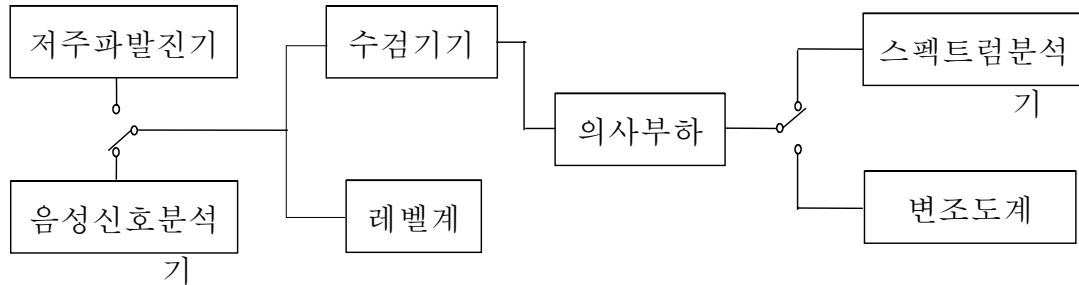 저주파발진기
수검기기
스펙트럼분석
기
의사부하
음성신호분석
기
레벨계
변조도계